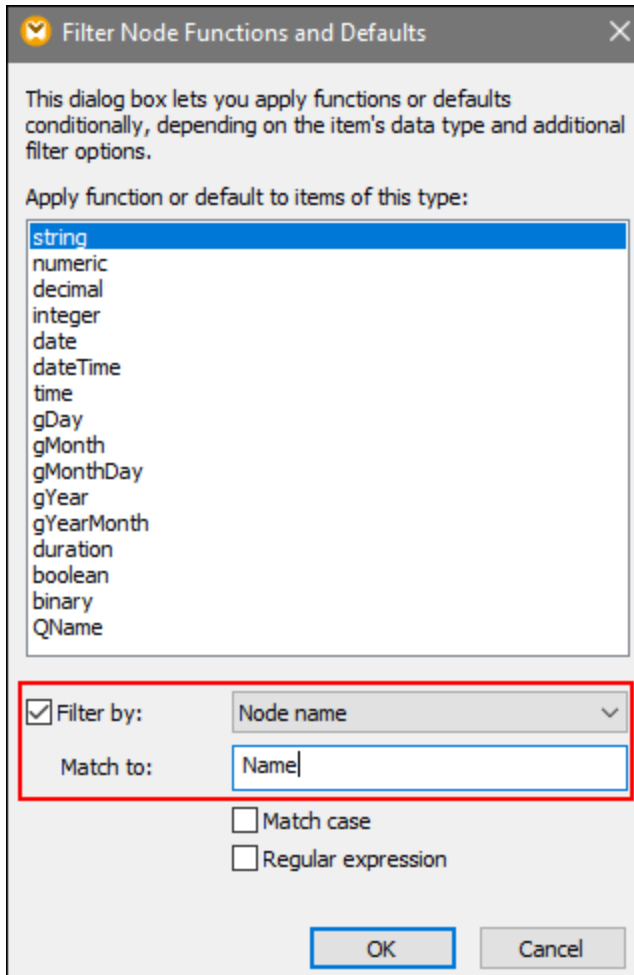 Filter Node Functions and Defaults
This dialog box lets you apply functions or defaults
conditionally, depending on the item's data type and additional
filter options.
Apply function or default to items of this type:
string
numeric
decimal
integer
date
dateTime
time
gDay
gMonth
gMonthDay
gYear
gYearMonth
duration
boolean
binary
QName
Filter by: Node name
Match to: Name
Match case
Regular expression
OK Cancel